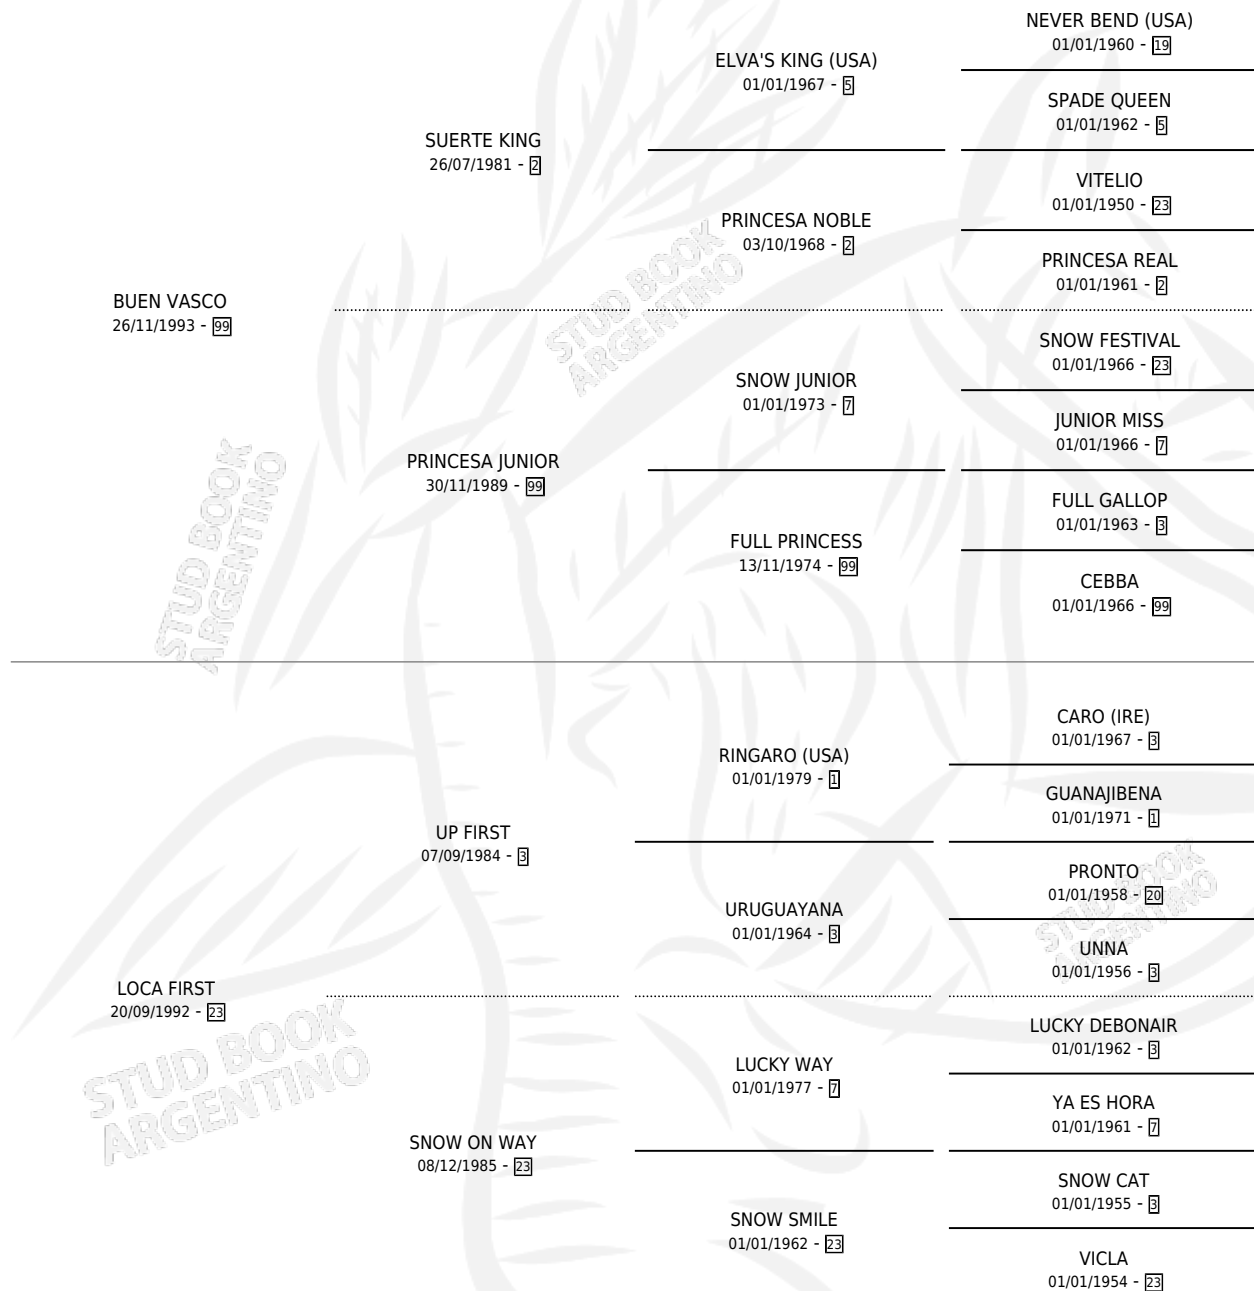 NEVER BEND (USA)
01/01/1960 - 19
ELVA'S KING (USA)
01/01/1967 - 5
SPADE QUEEN
01/01/1962 - 5
SUERTE KING
26/07/1981 - 2
VITELIO
01/01/1950 - 23
PRINCESA NOBLE
03/10/1968 - 2
PRINCESA REAL
01/01/1961 - 2
BUEN VASCO
26/11/1993 - 99
SNOW FESTIVAL
01/01/1966 - 23
SNOW JUNIOR
01/01/1973 - 7
JUNIOR MISS
01/01/1966 - 7
PRINCESA JUNIOR
30/11/1989 - 99
FULL GALLOP
01/01/1963 - 3
FULL PRINCESS
13/11/1974 - 99
CEBBA
01/01/1966 - 99
CARO (IRE)
01/01/1967 - 3
RINGARO (USA)
01/01/1979 - 1
GUANAJIBENA
01/01/1971 - 1
UP FIRST
07/09/1984 - 3
PRONTO
01/01/1958 - 20
URUGUAYANA
01/01/1964 - 3
UNNA
01/01/1956 - 3
LOCA FIRST
20/09/1992 - 23
LUCKY DEBONAIR
01/01/1962 - 3
LUCKY WAY
01/01/1977 - 7
YA ES HORA
01/01/1961 - 7
SNOW ON WAY
08/12/1985 - 23
SNOW CAT
01/01/1955 - 3
SNOW SMILE
01/01/1962 - 23
VICLA
01/01/1954 - 23
STUD BOOK
ARGENTINO
STUD BOOK
ARGENTINO
STUD BOOK
ARGENTINO
STUD BOOK
ARGENTINO